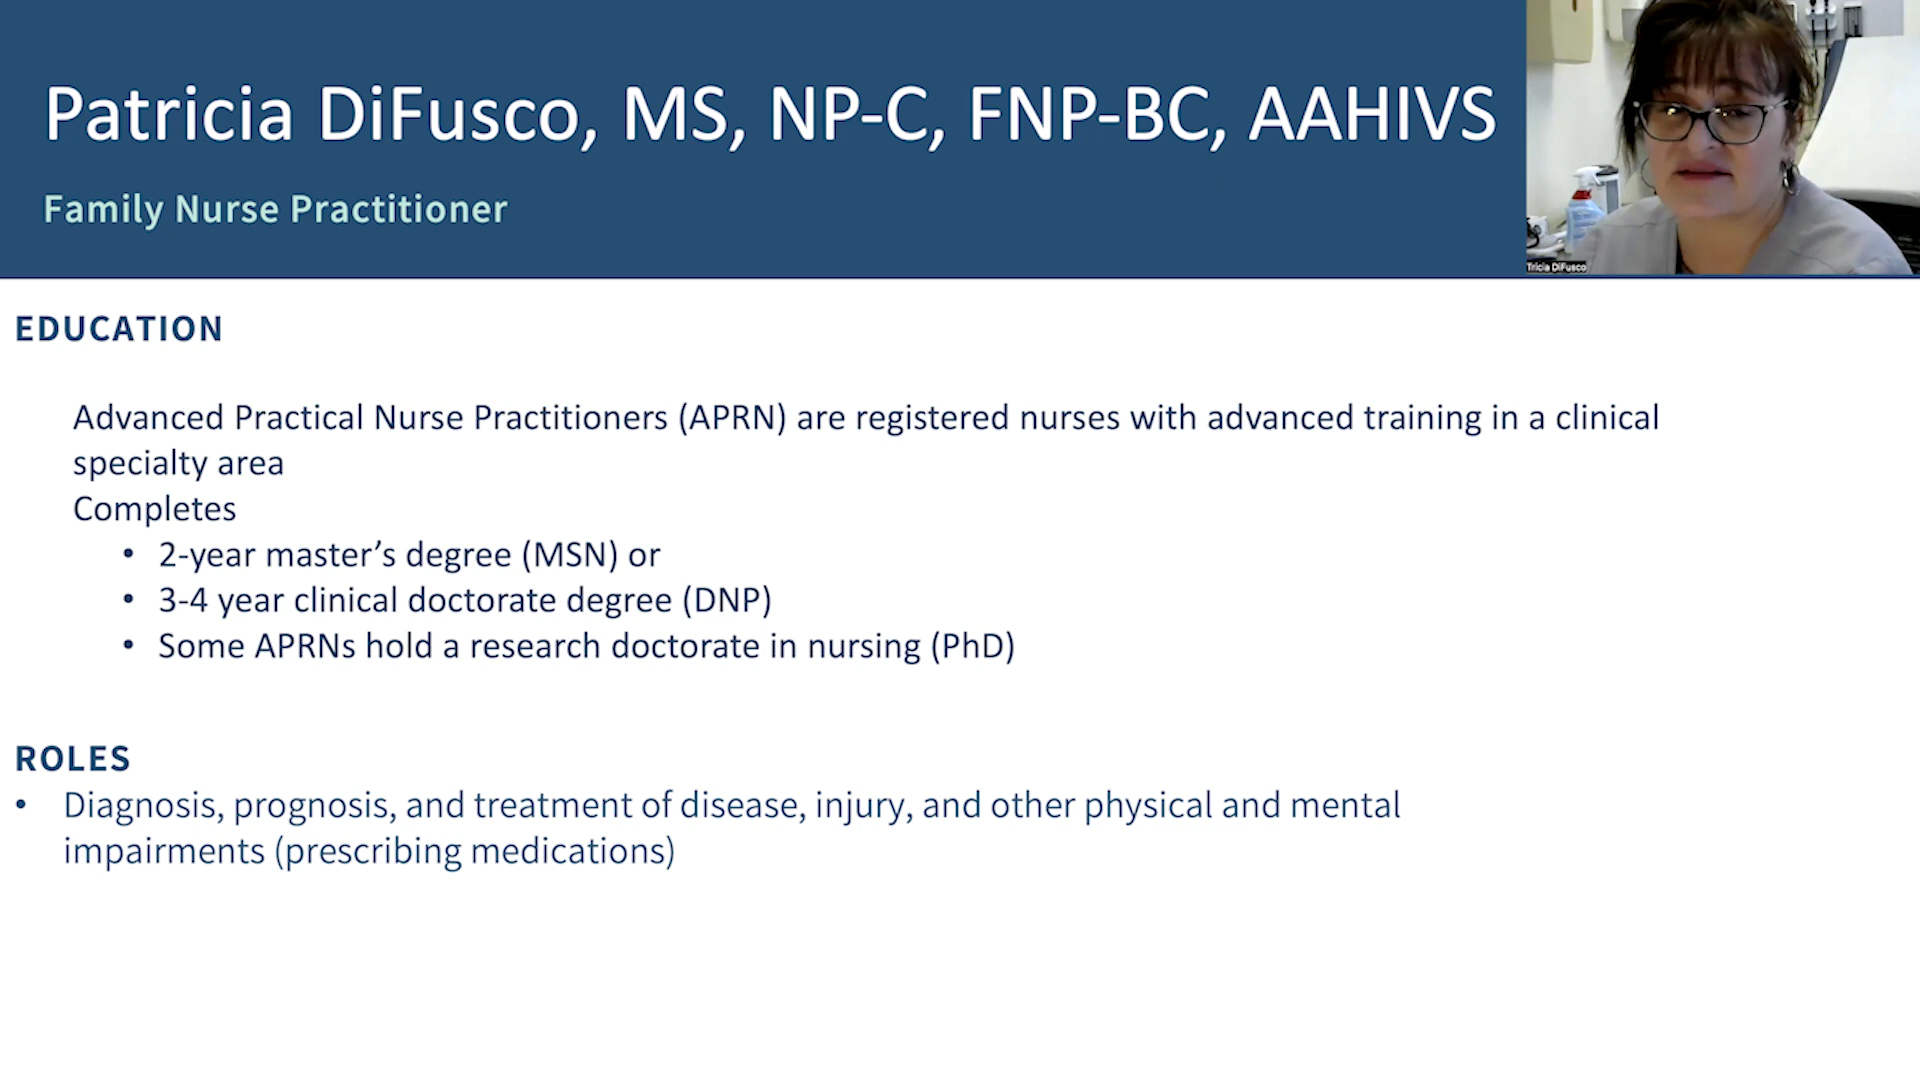 Patricia DiFusco, MS, NP-C, FNP-BC, AAHIVS
Family Nurse Practitioner
Tricia DiFusco
EDUCATION
Advanced Practical Nurse Practitioners (APRN) are registered nurses with advanced training in a clinical
specialty area
Completes
• 2-year master’s degree (MSN) or
• 3-4 year clinical doctorate degree (DNP)
• Some APRNs hold a research doctorate in nursing (PhD)
ROLES
• Diagnosis, prognosis, and treatment of disease, injury, and other physical and mental
impairments (prescribing medications)